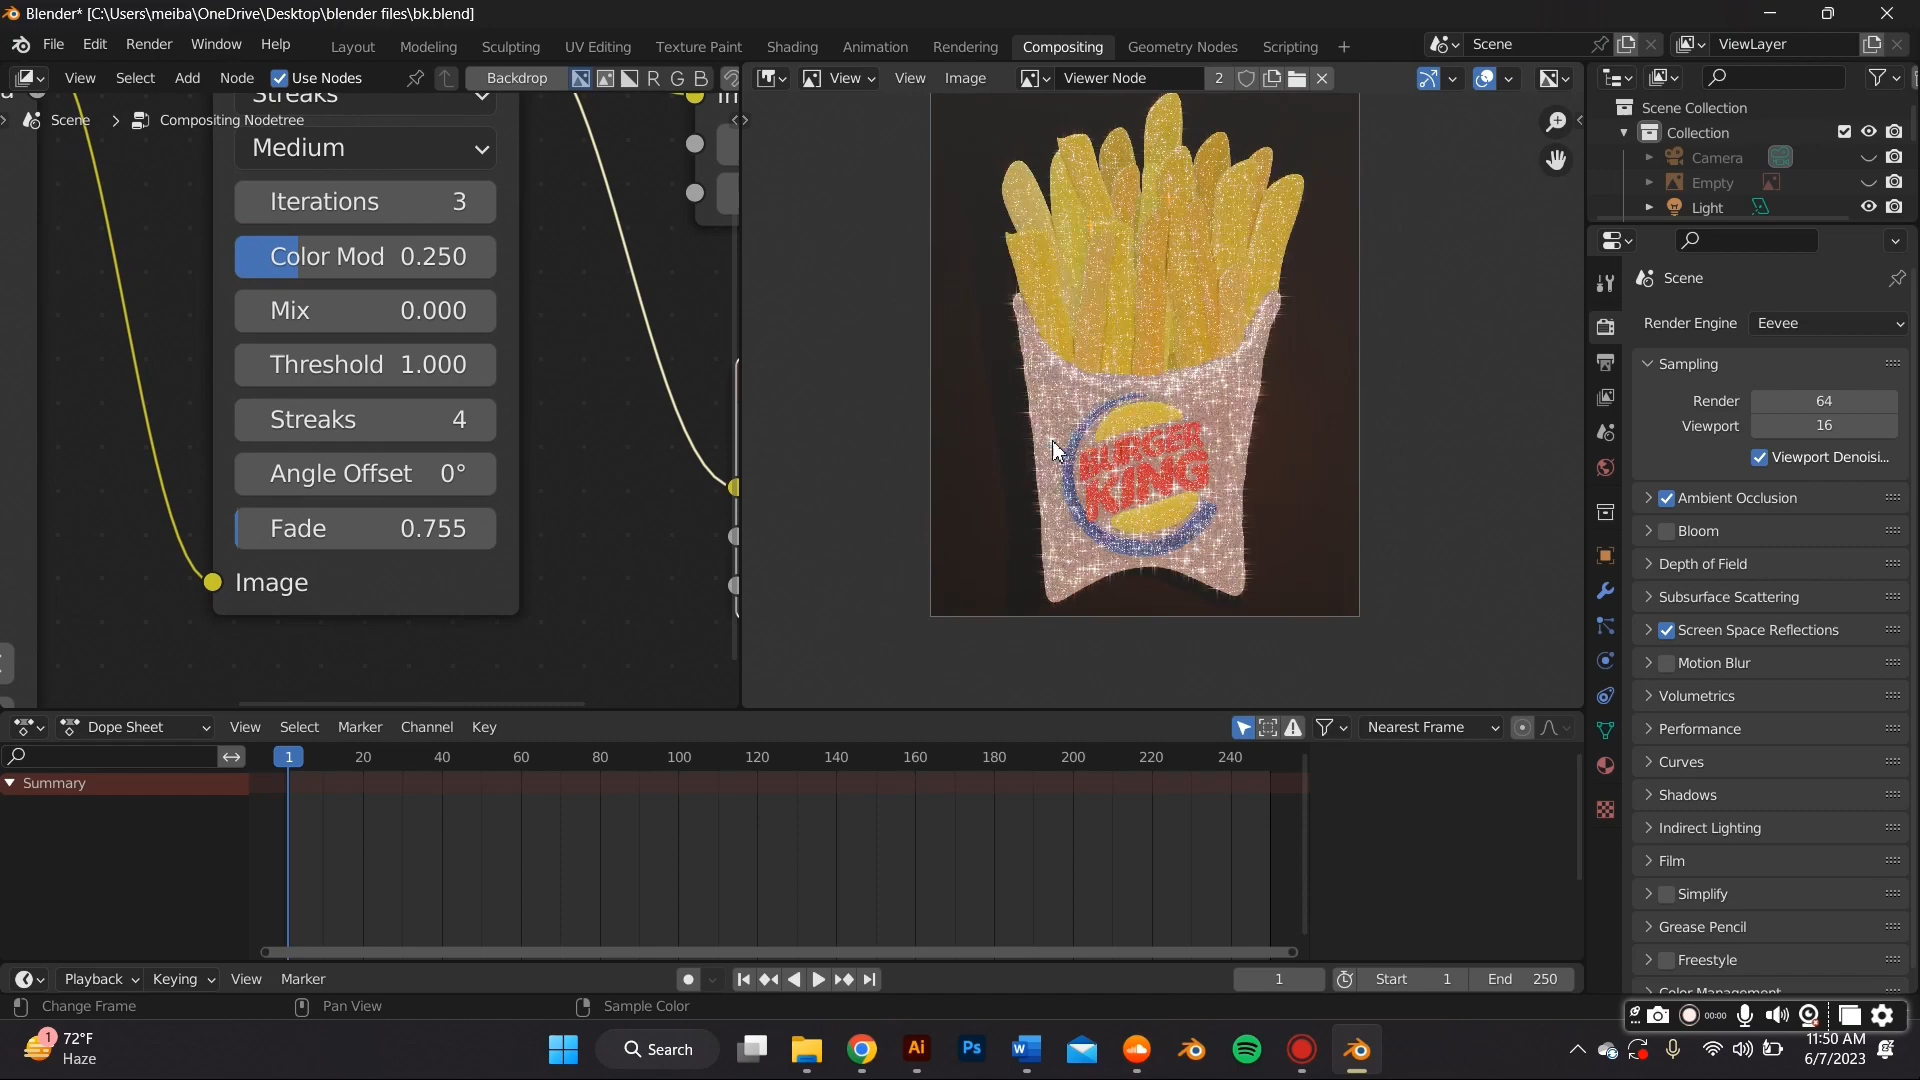 Blender* [C:\Users\meiba\OneDrive\Desktop\blender files\bk.blend]
File Edit Render Window Help Layout Modeling Sculpting UV Editing Texture Paint Shading Animation Rendering Compositing Geometry Nodes Scripting + Scene ViewLayer
View Select Add Node Use Nodes Backdrop R G B View View Image Viewer Node 2
Scene > Compositing Nodetree
Streaks
Medium
Iterations 3
Color Mod 0.250
Mix 0.000
Threshold 1.000
Streaks 4
Angle Offset 0°
Fade 0.755
Image
BURGER
KING
Scene Collection
Collection
Camera
Empty
Light
Scene
Render Engine Eevee
Sampling
Render 64
Viewport 16
Viewport Denoisi...
Ambient Occlusion
Bloom
Depth of Field
Subsurface Scattering
Screen Space Reflections
Motion Blur
Volumetrics
Performance
Curves
Shadows
Indirect Lighting
Film
Simplify
Grease Pencil
Freestyle
Color Management
Dope Sheet View Select Marker Channel Key Nearest Frame
1 20 40 60 80 100 120 140 160 180 200 220 240
Summary
Playback Keying View Marker 1 Start 1 End 250
Change Frame Pan View Sample Color
00:00
1 72°F
Haze
Search
Ai Ps W
11:50 AM
6/7/2023